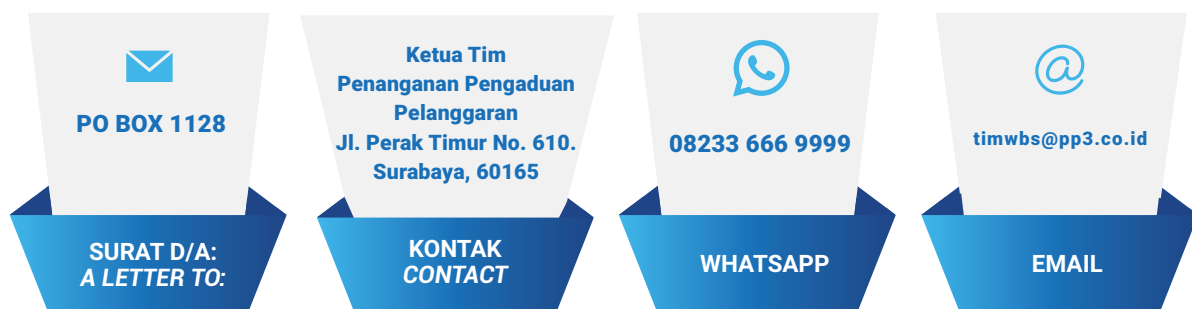 PO BOX 1128
SURAT D/A:
A LETTER TO:
Ketua Tim
Penanganan Pengaduan
Pelanggaran
Jl. Perak Timur No. 610.
Surabaya, 60165
KONTAK
CONTACT
08233 666 9999
WHATSAPP
@
timwbs@pp3.co.id
EMAIL